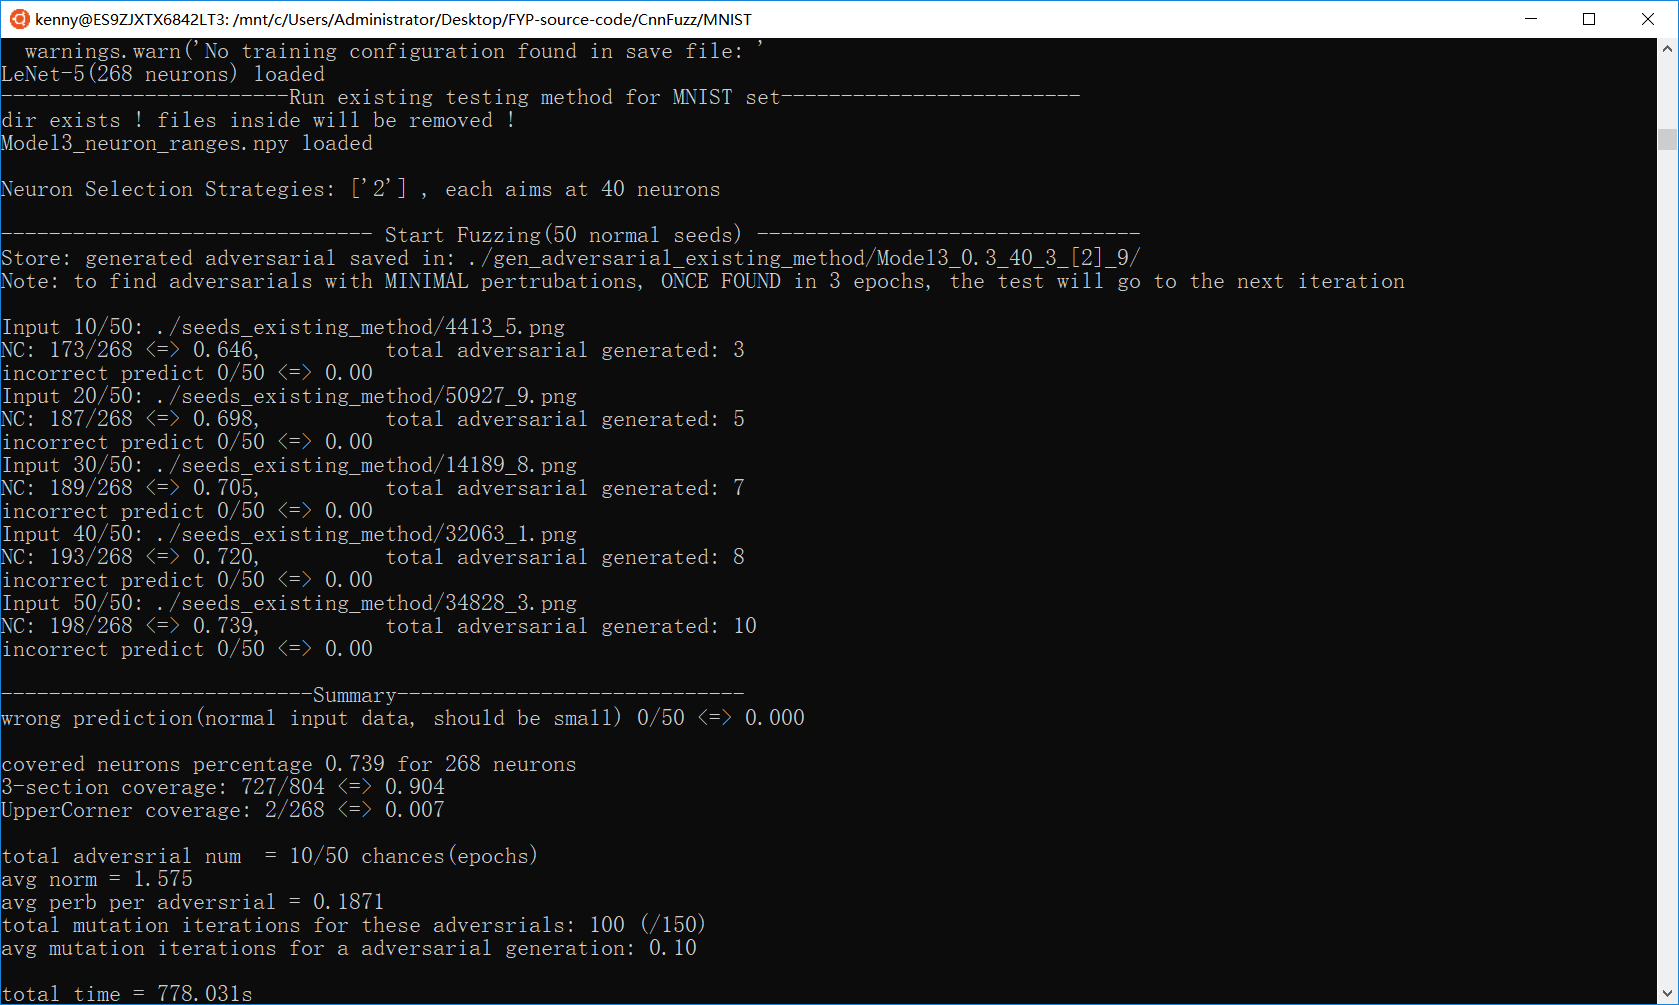 kenny@ES9ZJXTX6842LT3: /mnt/c/Users/Administrator/Desktop/FYP-source-code/CnnFuzz/MNIST
warnings.warn('No training configuration found in save file: '
LeNet-5(268 neurons) loaded
------------------------Run existing testing method for MNIST set-------------------------
dir exists ! files inside will be removed !
Model3_neuron_ranges.npy loaded
Neuron Selection Strategies: ['2'] , each aims at 40 neurons
------------------------------- Start Fuzzing(50 normal seeds) --------------------------------
Store: generated adversarial saved in: ./gen_adversarial_existing_method/Model3_0.3_40_3_[2]_9/
Note: to find adversarials with MINIMAL pertrubations, ONCE FOUND in 3 epochs, the test will go to the next iteration
Input 10/50: ./seeds_existing_method/4413_5.png
NC: 173/268 <=> 0.646, total adversarial generated: 3
incorrect predict 0/50 <=> 0.00
Input 20/50: ./seeds_existing_method/50927_9.png
NC: 187/268 <=> 0.698, total adversarial generated: 5
incorrect predict 0/50 <=> 0.00
Input 30/50: ./seeds_existing_method/14189_8.png
NC: 189/268 <=> 0.705, total adversarial generated: 7
incorrect predict 0/50 <=> 0.00
Input 40/50: ./seeds_existing_method/32063_1.png
NC: 193/268 <=> 0.720, total adversarial generated: 8
incorrect predict 0/50 <=> 0.00
Input 50/50: ./seeds_existing_method/34828_3.png
NC: 198/268 <=> 0.739, total adversarial generated: 10
incorrect predict 0/50 <=> 0.00
--------------------------Summary-----------------------------
wrong prediction(normal input data, should be small) 0/50 <=> 0.000
covered neurons percentage 0.739 for 268 neurons
3-section coverage: 727/804 <=> 0.904
UpperCorner coverage: 2/268 <=> 0.007
total adversrial num  = 10/50 chances(epochs)
avg norm = 1.575
avg perb per adversrial = 0.1871
total mutation iterations for these adversrials: 100 (/150)
avg mutation iterations for a adversarial generation: 0.10
total time = 778.031s